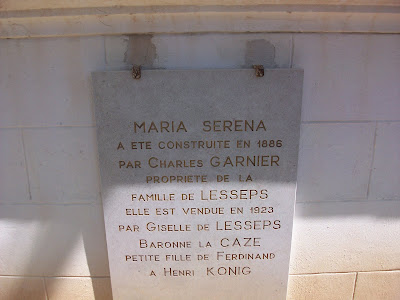 MARIA SERENA
A ETE CONSTRUITE EN 1886
PAR CHARLES GARNIER
PROPRIETE DE LA
FAMILLE DE LESSEPS
ELLE EST VENDUE EN 1923
PAR GISELLE DE LESSEPS
BARONNE LA CAZE
PETITE FILLE DE FERDINAND
A HENRI KONIG